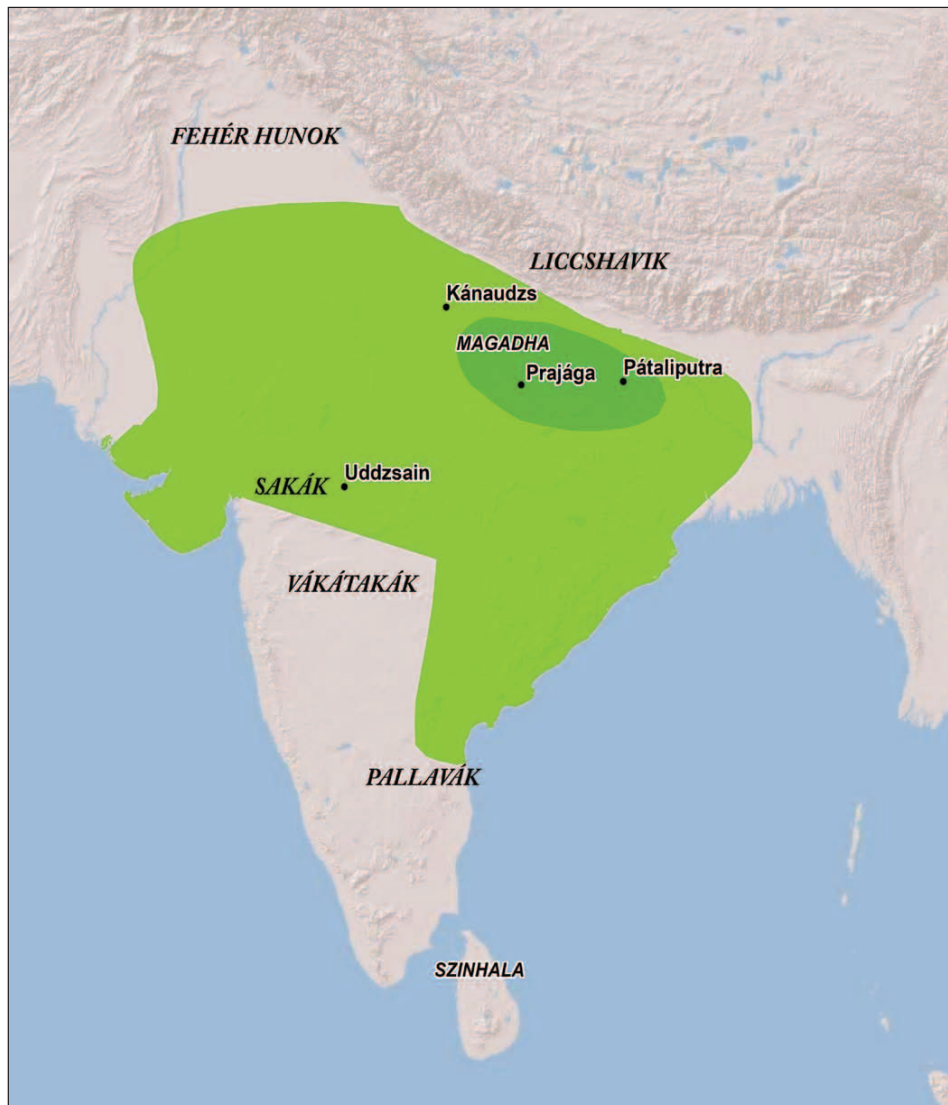 FEHÉR HUNOK
LICCSHAVIK
Kánaudzs
MAGADHA
Prajága
Pátaliputra
SAKÁK
Uddzsain
VÁKÁTAKÁK
PALLAVÁK
SZINHALA